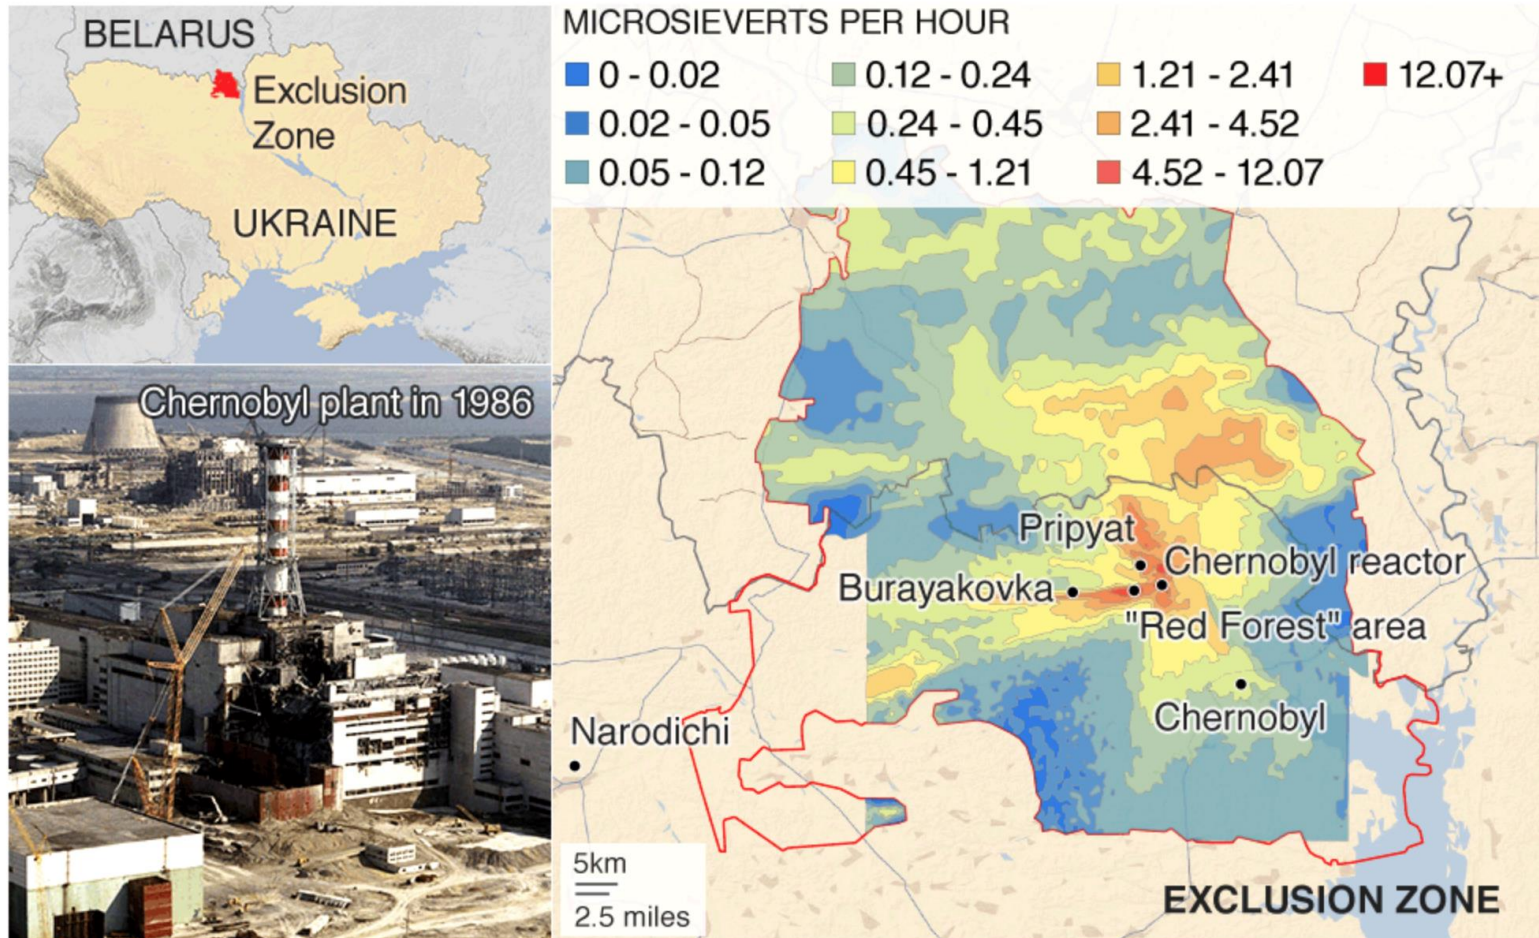 BELARUS
Exclusion
Zone
UKRAINE
Chernobyl plant in 1986
MICROSIEVERTS PER HOUR
0 - 0.02
0.02 - 0.05
0.05 - 0.12
0.12 - 0.24
0.24 - 0.45
0.45 - 1.21
1.21 - 2.41
2.41 - 4.52
4.52 - 12.07
12.07+
Pripyat
Chernobyl reactor
Burayakovka
"Red Forest" area
Chernobyl
Narodichi
5km
2.5 miles
EXCLUSION ZONE